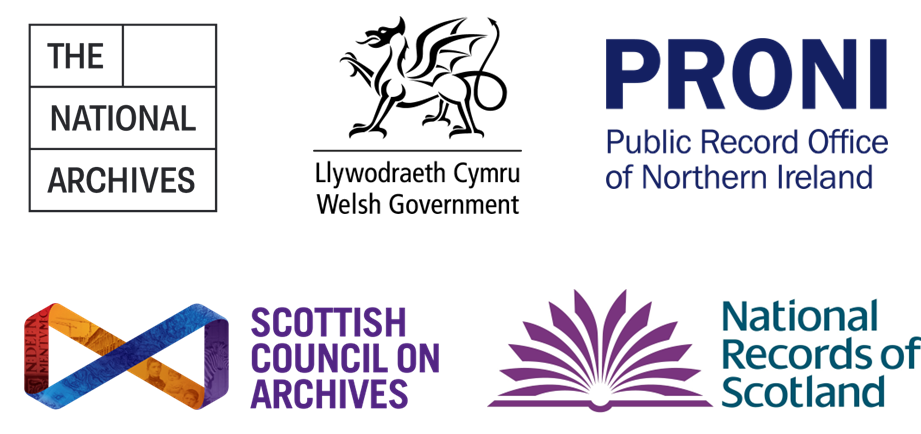 THE
NATIONAL
ARCHIVES
Llywodraeth Cymru
Welsh Government
PRONI
Public Record Office
of Northern Ireland
SCOTTISH
COUNCIL ON
ARCHIVES
National
Records of
Scotland